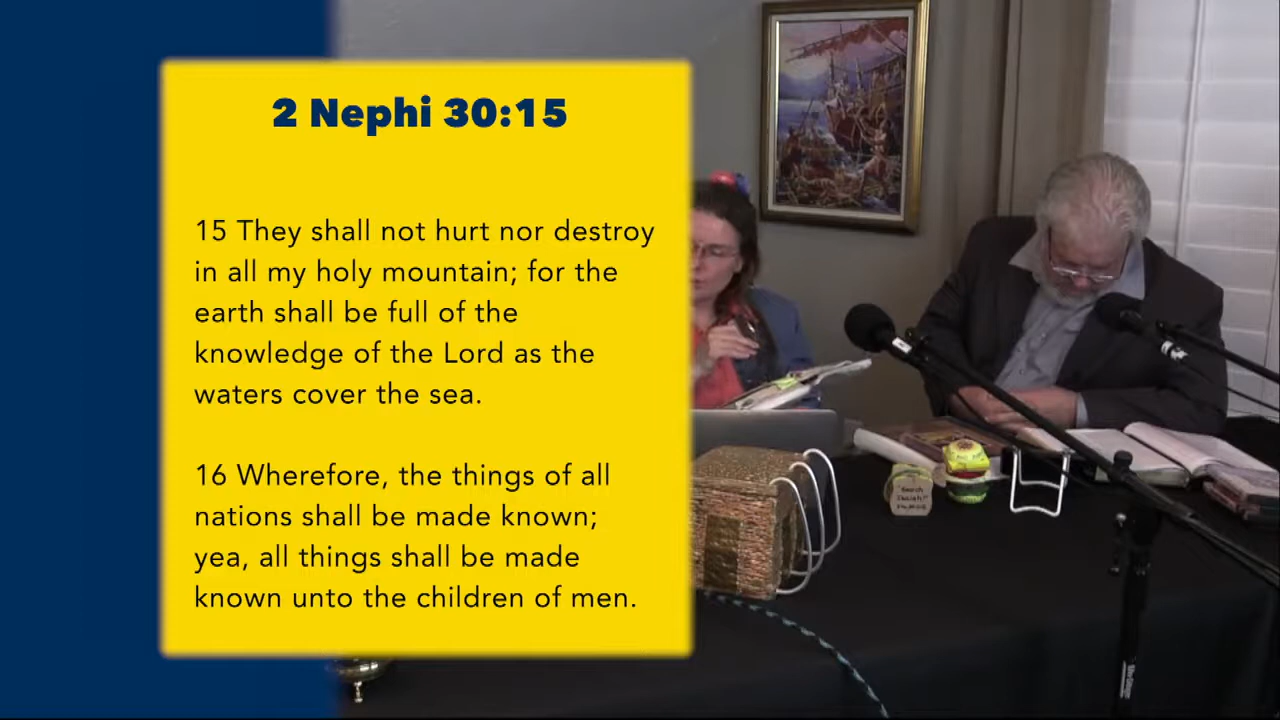 2 Nephi 30:15
15 They shall not hurt nor destroy
in all my holy mountain; for the
earth shall be full of the
knowledge of the Lord as the
waters cover the sea.
16 Wherefore, the things of all
nations shall be made known;
yea, all things shall be made
known unto the children of men.